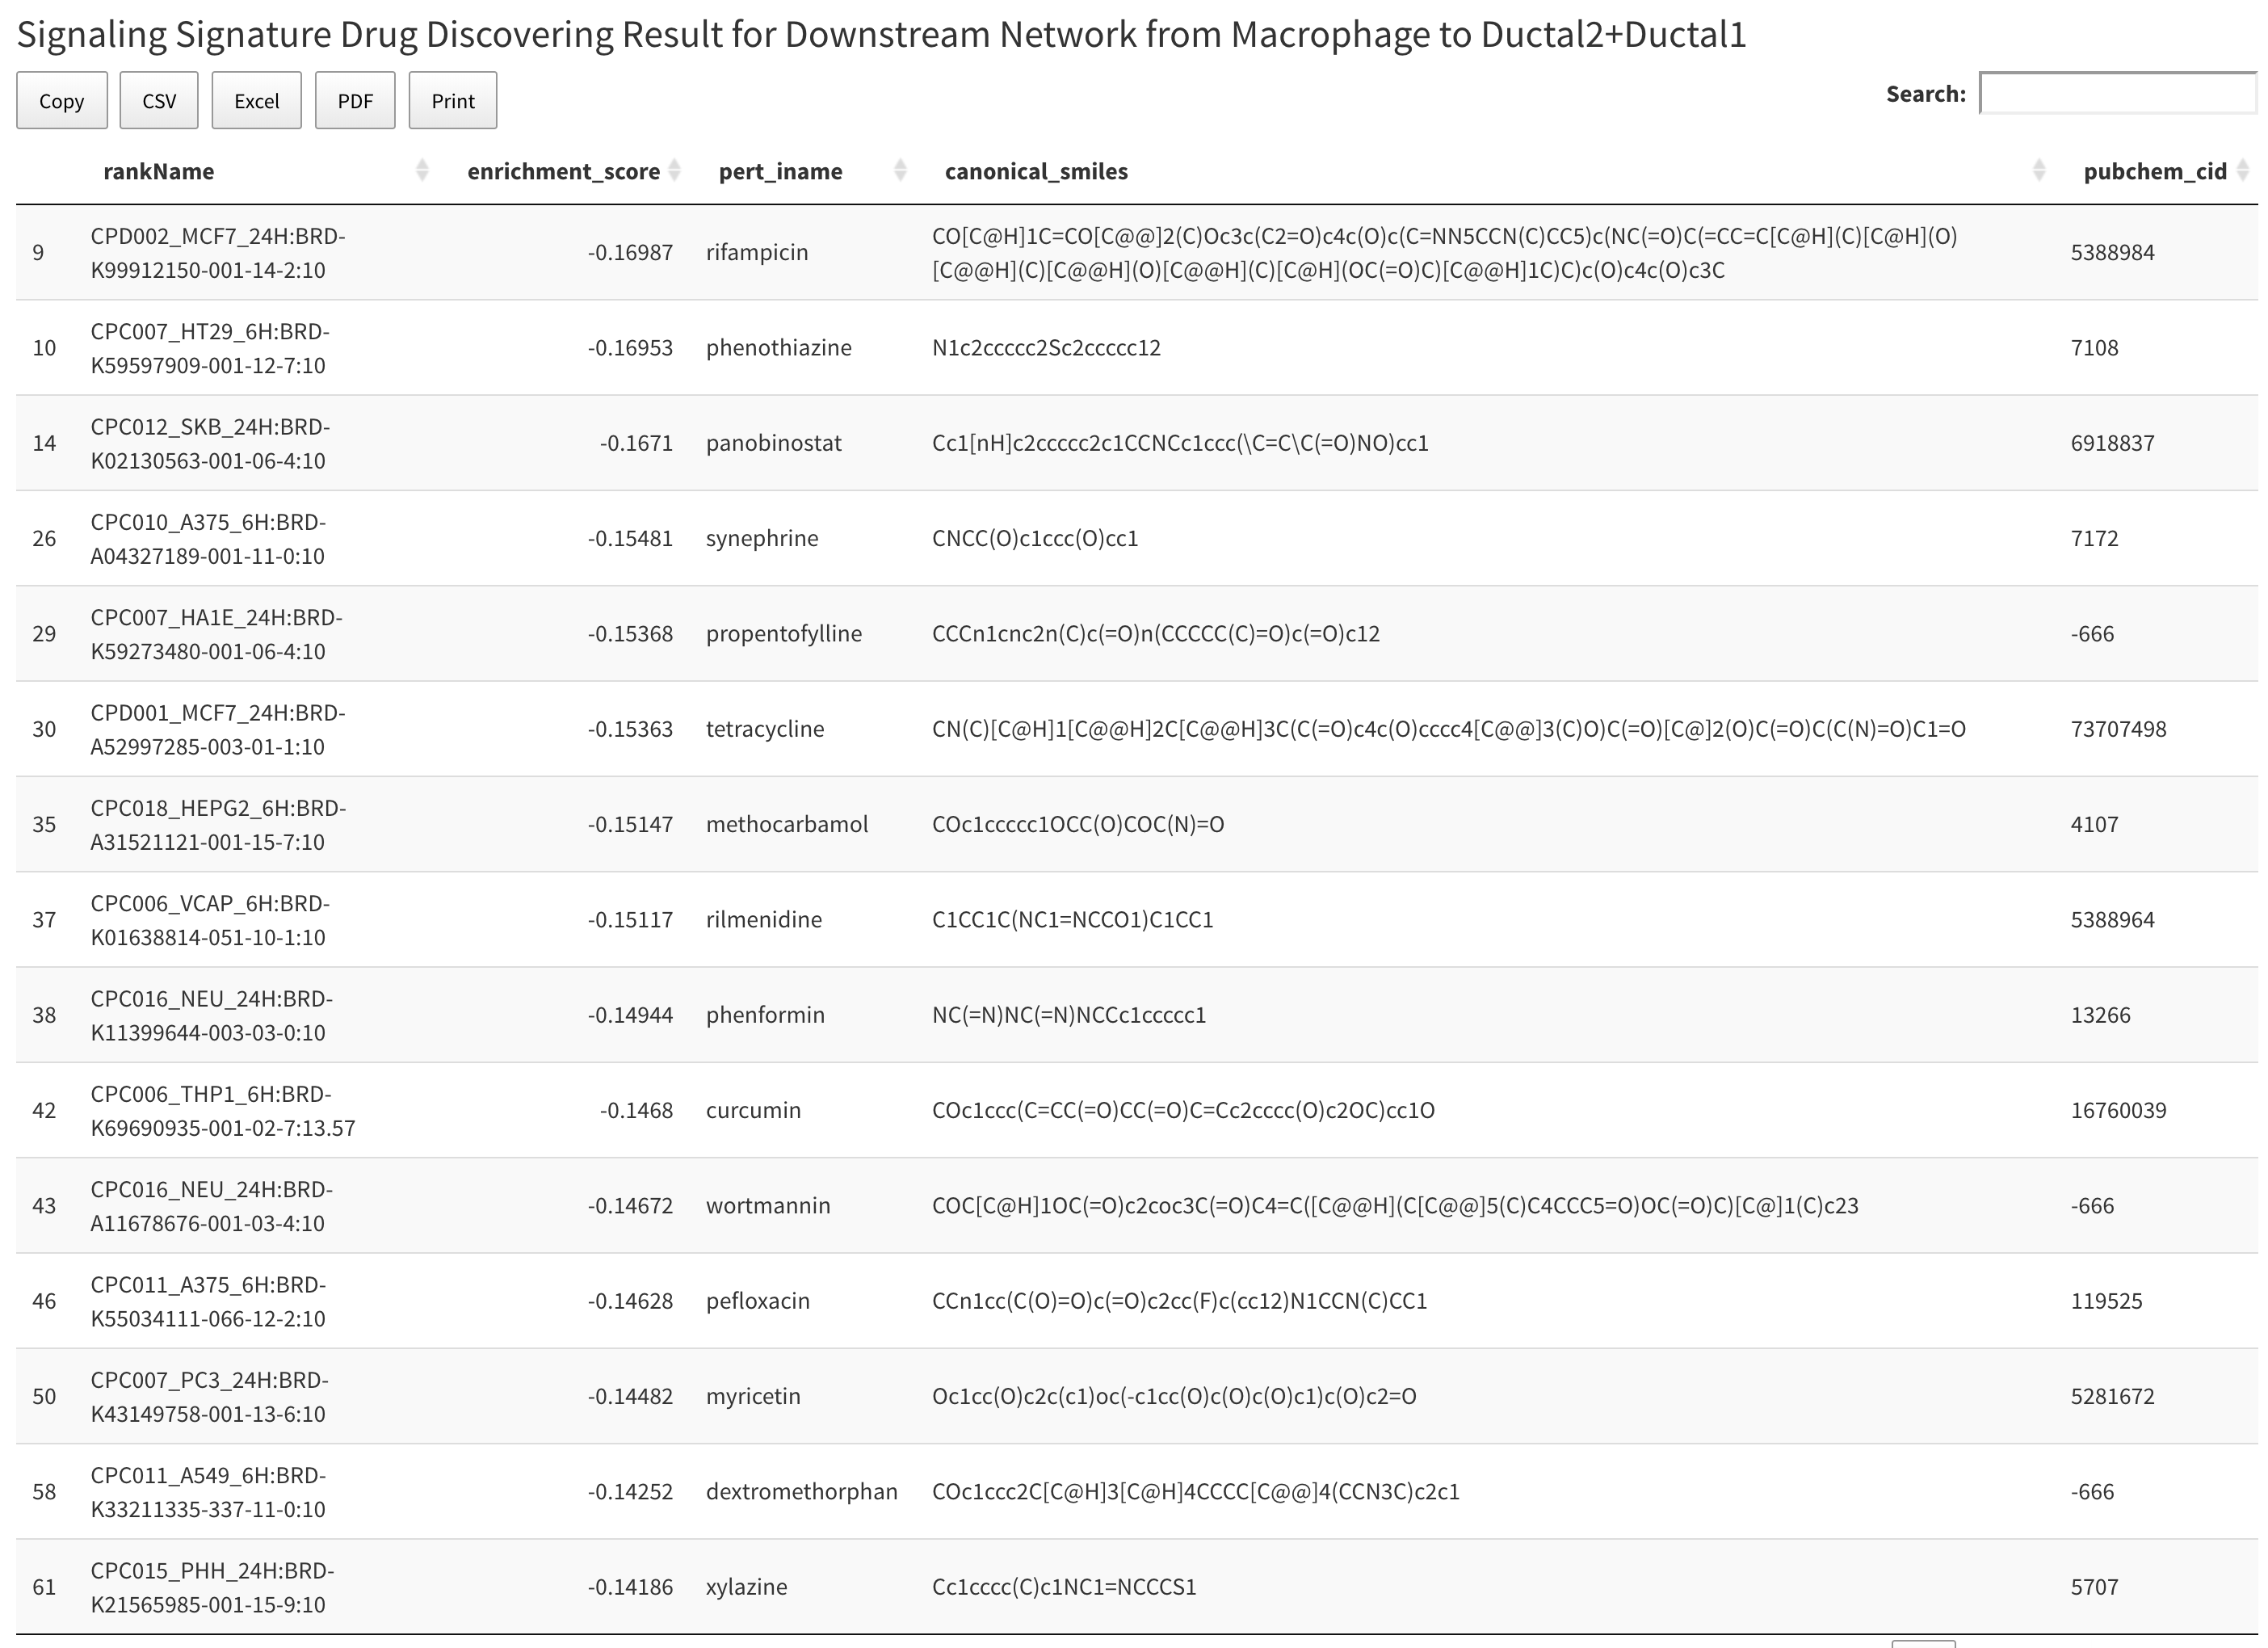 Signaling Signature Drug Discovering Result for Downstream Network from Macrophage to Ductal2+Ductal1
Copy CSV Excel PDF Print Search:
rankName enrichment_score pert_iname canonical_smiles pubchem_cid
9 CPD002_MCF7_24H:BRD-
K99912150-001-14-2:10 -0.16987 rifampicin CO[C@H]1C=CO[C@@]2(C)Oc3c(C2=O)c4c(O)c(C=NN5CCN(C)CC5)c(NC(=O)C(=CC=C[C@H](C)[C@H](O)
[C@@H](C)[C@@H](O)[C@@H](C)[C@H](OC(=O)C)[C@@H]1C)C)c(O)c4c(O)c3C 5388984
10 CPC007_HT29_6H:BRD-
K59597909-001-12-7:10 -0.16953 phenothiazine N1c2ccccc2Sc2ccccc12 7108
14 CPC012_SKB_24H:BRD-
K02130563-001-06-4:10 -0.1671 panobinostat Cc1[nH]c2ccccc2c1CCNCc1ccc(\C=C\C(=O)NO)cc1 6918837
26 CPC010_A375_6H:BRD-
A04327189-001-11-0:10 -0.15481 synephrine CNCC(O)c1ccc(O)cc1 7172
29 CPC007_HA1E_24H:BRD-
K59273480-001-06-4:10 -0.15368 propentofylline CCCn1cnc2n(C)c(=O)n(CCCCC(C)=O)c(=O)c12 -666
30 CPD001_MCF7_24H:BRD-
A52997285-003-01-1:10 -0.15363 tetracycline CN(C)[C@H]1[C@@H]2C[C@@H]3C(C(=O)c4c(O)cccc4[C@@]3(C)O)C(=O)[C@]2(O)C(=O)C(C(N)=O)C1=O 73707498
35 CPC018_HEPG2_6H:BRD-
A31521121-001-15-7:10 -0.15147 methocarbamol COc1ccccc1OCC(O)COC(N)=O 4107
37 CPC006_VCAP_6H:BRD-
K01638814-051-10-1:10 -0.15117 rilmenidine C1CC1C(NC1=NCCO1)C1CC1 5388964
38 CPC016_NEU_24H:BRD-
K11399644-003-03-0:10 -0.14944 phenformin NC(=N)NC(=N)NCCc1ccccc1 13266
42 CPC006_THP1_6H:BRD-
K69690935-001-02-7:13.57 -0.1468 curcumin COc1ccc(C=CC(=O)CC(=O)C=Cc2cccc(O)c2OC)cc1O 16760039
43 CPC016_NEU_24H:BRD-
A11678676-001-03-4:10 -0.14672 wortmannin COC[C@H]1OC(=O)c2coc3C(=O)C4=C([C@@H](C[C@@]5(C)C4CCC5=O)OC(=O)C)[C@]1(C)c23 -666
46 CPC011_A375_6H:BRD-
K55034111-066-12-2:10 -0.14628 pefloxacin CCn1cc(C(O)=O)c(=O)c2cc(F)c(cc12)N1CCN(C)CC1 119525
50 CPC007_PC3_24H:BRD-
K43149758-001-13-6:10 -0.14482 myricetin Oc1cc(O)c2c(c1)oc(-c1cc(O)c(O)c(O)c1)c(O)c2=O 5281672
58 CPC011_A549_6H:BRD-
K33211335-337-11-0:10 -0.14252 dextromethorphan COc1ccc2C[C@H]3[C@H]4CCCC[C@@]4(CCN3C)c2c1 -666
61 CPC015_PHH_24H:BRD-
K21565985-001-15-9:10 -0.14186 xylazine Cc1cccc(C)c1NC1=NCCCS1 5707